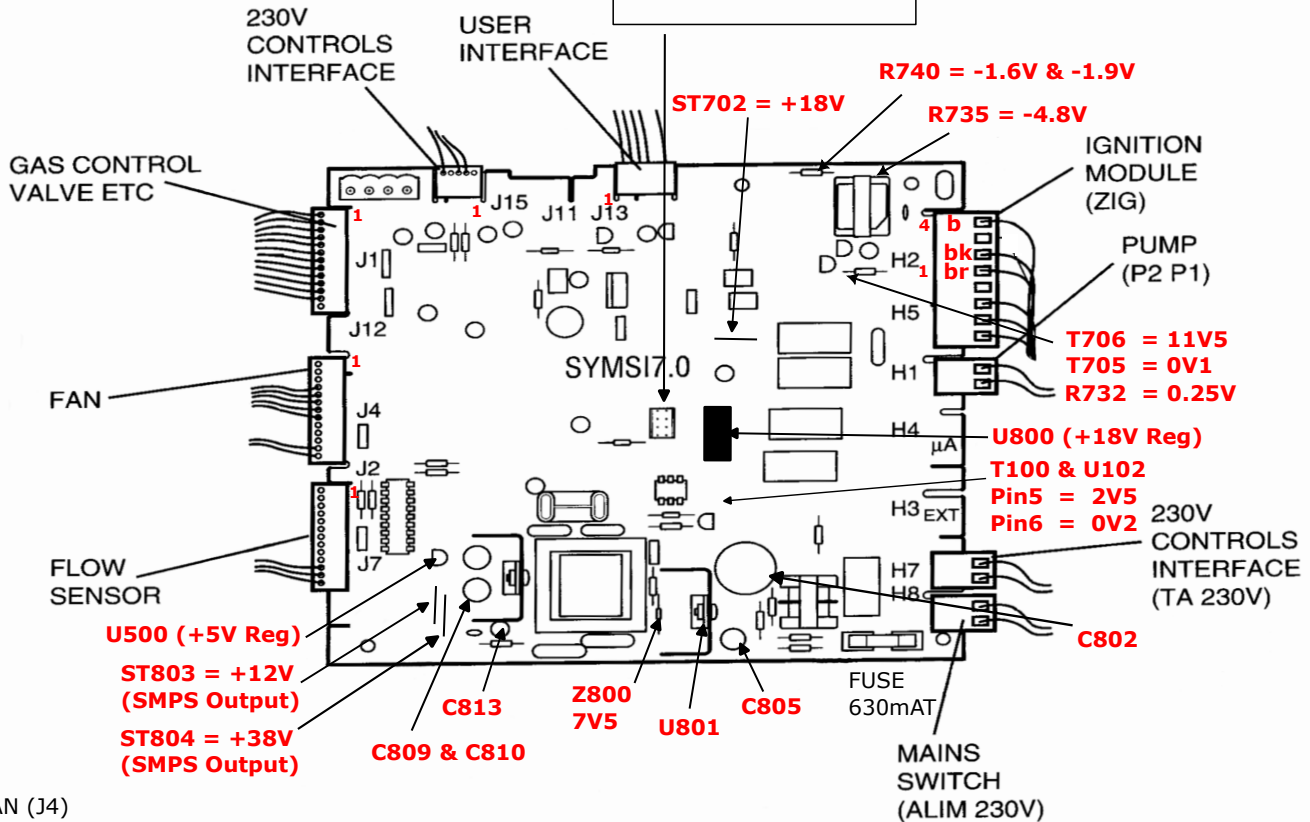 230V
CONTROLS
INTERFACE
USER
INTERFACE
R740 = -1.6V & -1.9V
ST702 = +18V
R735 = -4.8V
IGNITION
MODULE
(ZIG)
GAS CONTROL
VALVE ETC
PUMP
(P2 P1)
1
J15
1
J11
J13
1
4 b
bk
H2
1 br
J1
H5
J12
T706 = 11V5
T705 = 0V1
R732 = 0.25V
SYMSI7.0
1
H1
FAN
J4
H4
µA
U800 (+18V Reg)
J2
1
T100 & U102
Pin5 = 2V5
Pin6 = 0V2
H3
EXT
230V
CONTROLS
INTERFACE
(TA 230V)
J7
FLOW
SENSOR
H7
H8
U500 (+5V Reg)
C802
ST803 = +12V
(SMPS Output)
C813
Z800
7V5
U801
C805
FUSE
630mAT
ST804 = +38V
(SMPS Output)
C809 & C810
MAINS
SWITCH
(ALIM 230V)
AN (J4)